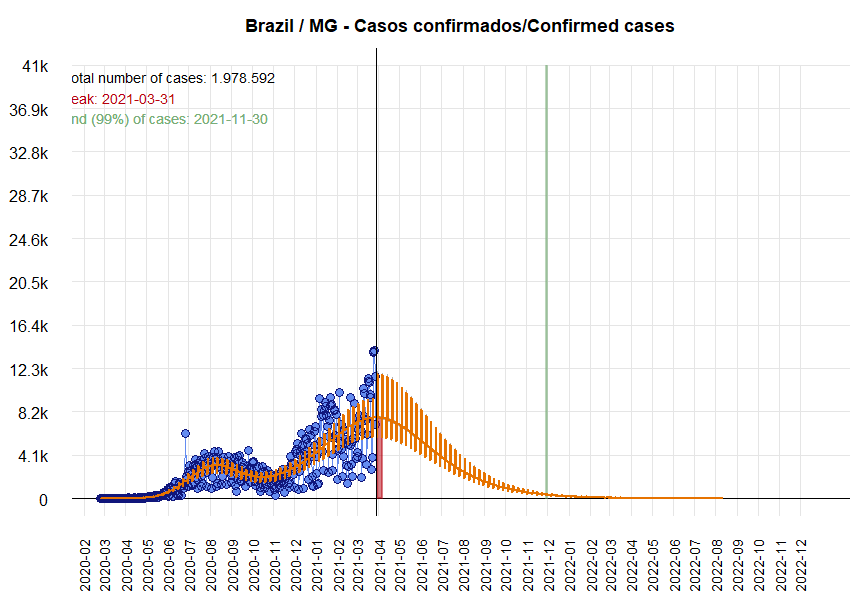 Brazil / MG - Casos confirmados/Confirmed cases
otal number of cases: 1.978.592
eak: 2021-03-31
nd (99%) of cases: 2021-11-30
41k
36.9k
32.8k
28.7k
24.6k
20.5k
16.4k
12.3k
8.2k
4.1k
0
2020-02
2020-03
2020-04
2020-05
2020-06
2020-07
2020-08
2020-09
2020-10
2020-11
2020-12
2021-01
2021-02
2021-03
2021-04
2021-05
2021-06
2021-07
2021-08
2021-09
2021-10
2021-11
2021-12
2022-01
2022-02
2022-03
2022-04
2022-05
2022-06
2022-07
2022-08
2022-09
2022-10
2022-11
2022-12